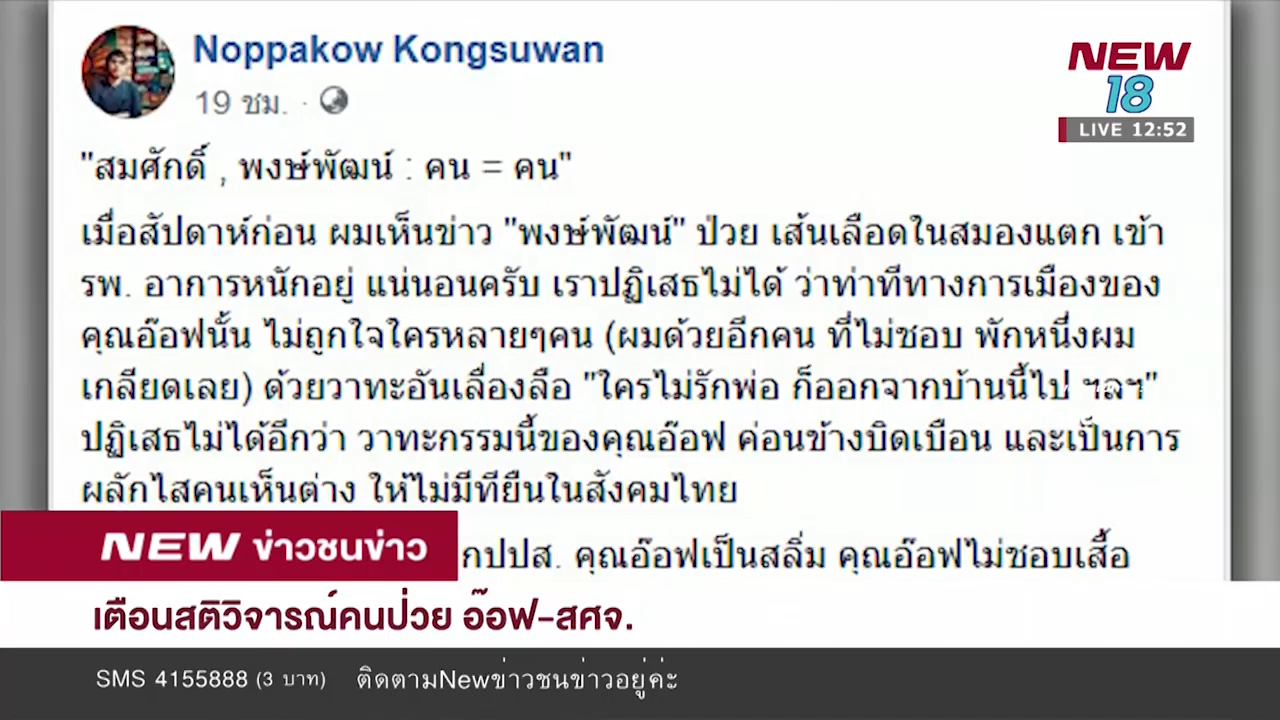 Noppakow Kongsuwan
19 ชม. ·
NEW
18
LIVE 12:52
"สมศักดิ์ , พงษ์พัฒน์ : คน = คน"
เมื่อสัปดาห์ก่อน ผมเห็นข่าว "พงษ์พัฒน์" ป่วย เส้นเลือดในสมองแตก เข้า
รพ. อาการหนักอยู่ แน่นอนครับ เราปฏิเสธไม่ได้ ว่าท่าทีทางการเมืองของ
คุณอ๊อฟนั้น ไม่ถูกใจใครหลายๆคน (ผมด้วยอีกคน ที่ไม่ชอบ พักหนึ่งผม
เกลียดเลย) ด้วยวาทะอันเลื่องลือ "ใครไม่รักพ่อ ก็ออกจากบ้านนี้ไป ฯลฯ"
ปฏิเสธไม่ได้อีกว่า วาทะกรรมนี้ของคุณอ๊อฟ ค่อนข้างบิดเบือน และเป็นการ
ผลักไสคนเห็นต่าง ให้ไม่มีที่ยืนในสังคมไทย
กปปส. คุณอ๊อฟเป็นสลิ่ม คุณอ๊อฟไม่ชอบเสื้อ
NEW ข่าวชนข่าว
เตือนสติวิจารณ์คนป่วย อ๊อฟ-สศจ.
SMS 4155888 (3 บาท) ติดตามNewข่าวชนข่าวอยู่ค่ะ